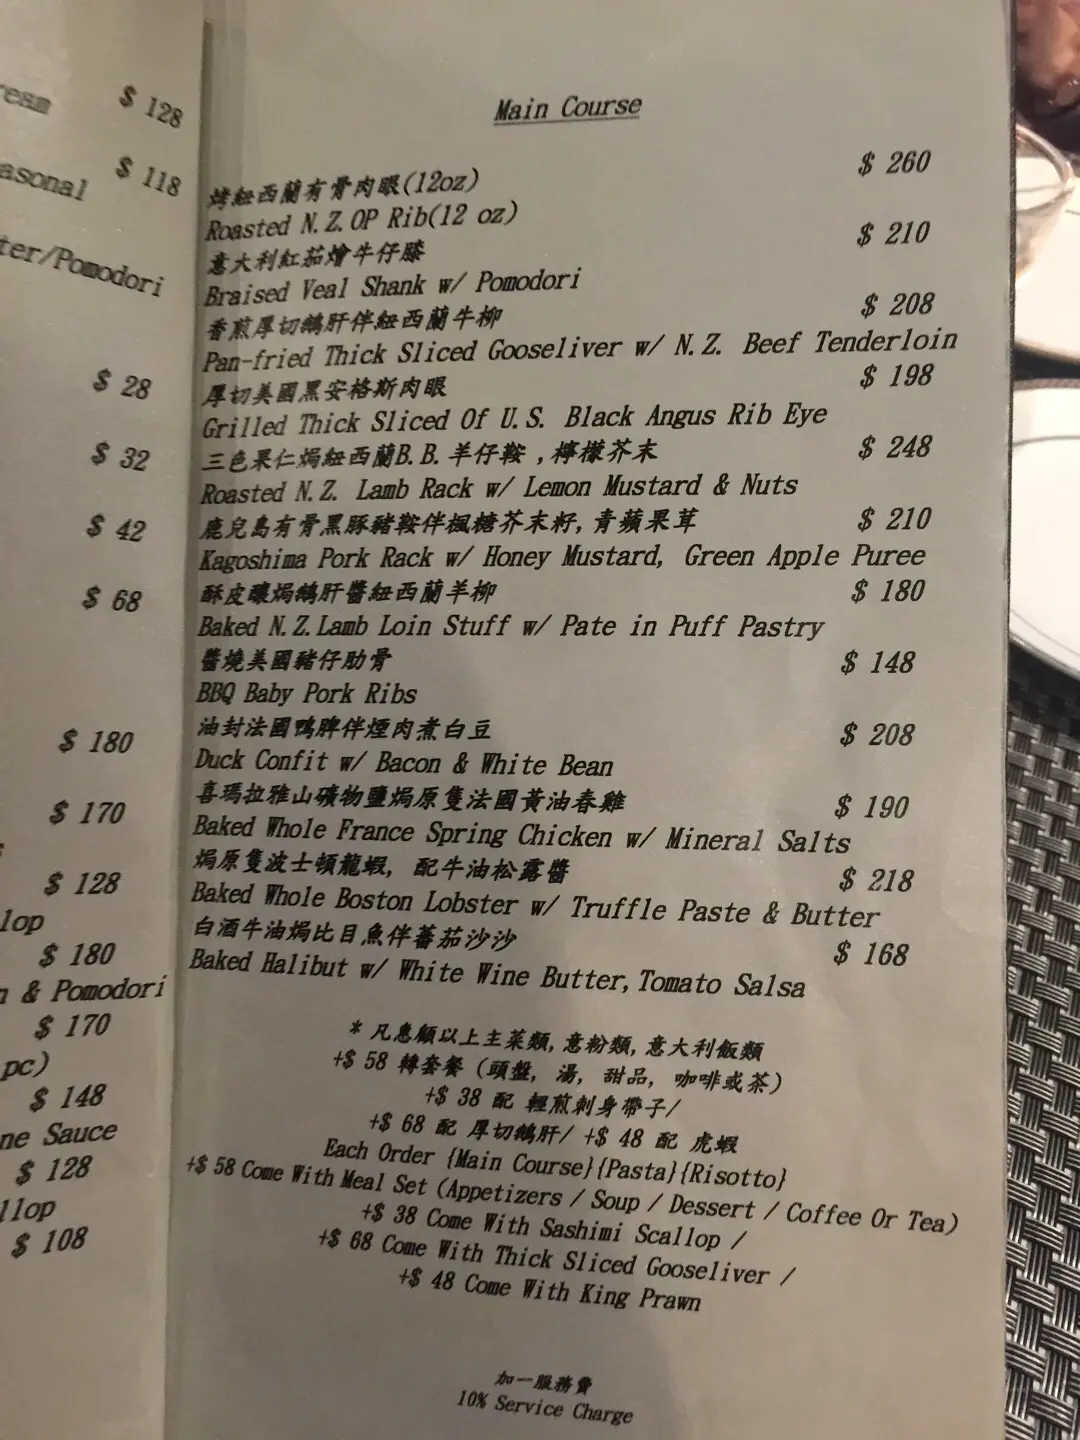 $ 128
asonal $ 118
ter/Pomodori
$ 28
$ 32
$ 42
$ 68
$ 180
$ 170
$ 128
lop
$ 180
& Pomodori
$ 170
pc)
$ 148
ne Sauce
$ 128
llop
$ 108
Main Course
$ 260
烤紐西蘭有骨肉眼(12oz)
Roasted N.Z.OP Rib(12 oz)
$ 210
意大利紅茄燴牛仔膝
Braised Veal Shank w/ Pomodori
$ 208
香煎厚切鵝肝伴紐西蘭牛柳
Pan-fried Thick Sliced Gooseliver w/ N.Z. Beef Tenderloin
$ 198
厚切美國黑安格斯肉眼
Grilled Thick Sliced Of U.S. Black Angus Rib Eye
$ 248
三色果仁焗紐西蘭B.B.羊仔鞍,檸檬芥末
Roasted N.Z. Lamb Rack w/ Lemon Mustard & Nuts
$ 210
鹿兒島有骨黑豚豬鞍伴楓糖芥末籽,青蘋果茸
Kagoshima Pork Rack w/ Honey Mustard, Green Apple Puree
$ 180
酥皮釀焗鵝肝醬紐西蘭羊柳
Baked N.Z.Lamb Loin Stuff w/ Pate in Puff Pastry
$ 148
醬燒美國豬仔肋骨
BBQ Baby Pork Ribs
$ 208
油封法國鴨脾伴煙肉煮白豆
Duck Confit w/ Bacon & White Bean
$ 190
喜瑪拉雅山礦物鹽焗原隻法國黃油春雞
Baked Whole France Spring Chicken w/ Mineral Salts
$ 218
焗原隻波士頓龍蝦, 配牛油松露醬
Baked Whole Boston Lobster w/ Truffle Paste & Butter
$ 168
白酒牛油焗比目魚伴蕃茄沙沙
Baked Halibut w/ White Wine Butter,Tomato Salsa
* 凡惠顧以上主菜類,意粉類,意大利飯類
+$ 58 轉套餐 (頭盤, 湯, 甜品, 咖啡或茶)
+$ 38 配 輕煎刺身帶子/
+$ 68 配 厚切鵝肝/ +$ 48 配 虎蝦
Each Order {Main Course}{Pasta}{Risotto}
+$ 58 Come With Meal Set (Appetizers / Soup / Dessert / Coffee Or Tea)
+$ 38 Come With Sashimi Scallop /
+$ 68 Come With Thick Sliced Gooseliver /
+$ 48 Come With King Prawn
加一服務費
10% Service Charge